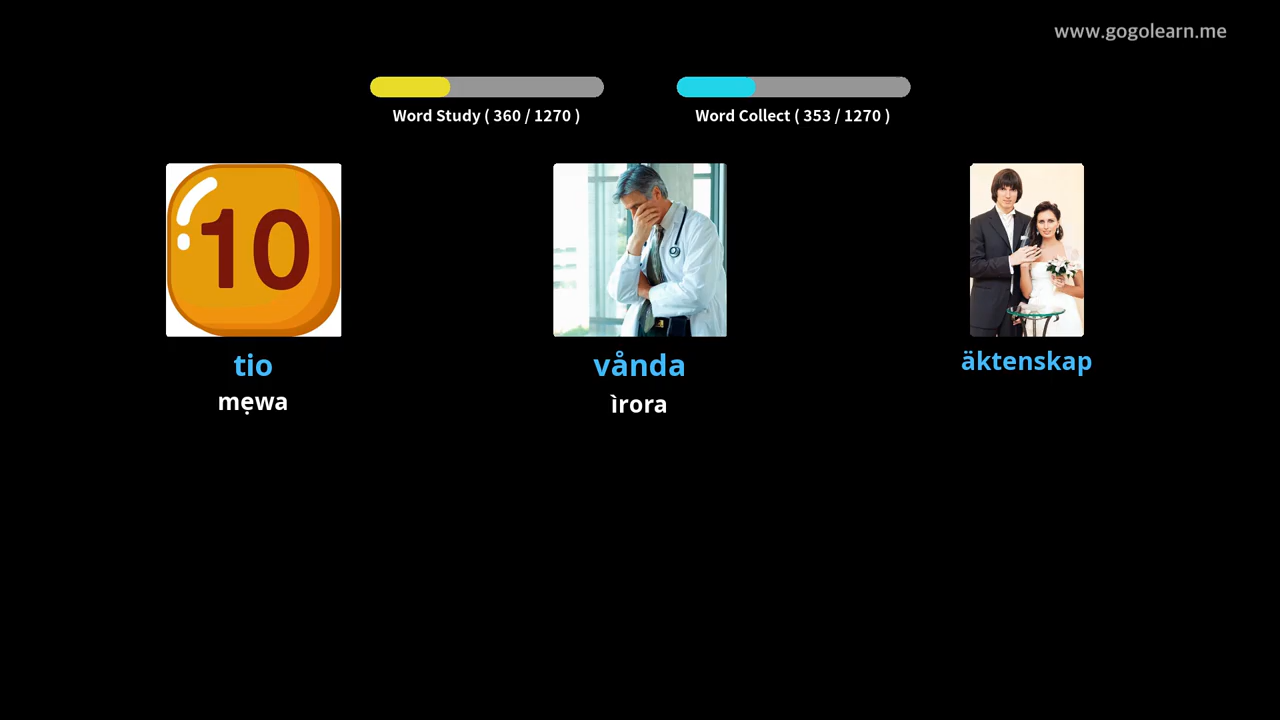 www.gogolearn.me
Word Study ( 360 / 1270 )
Word Collect ( 353 / 1270 )
10
tio
mẹwa
vånda
ìrora
äktenskap